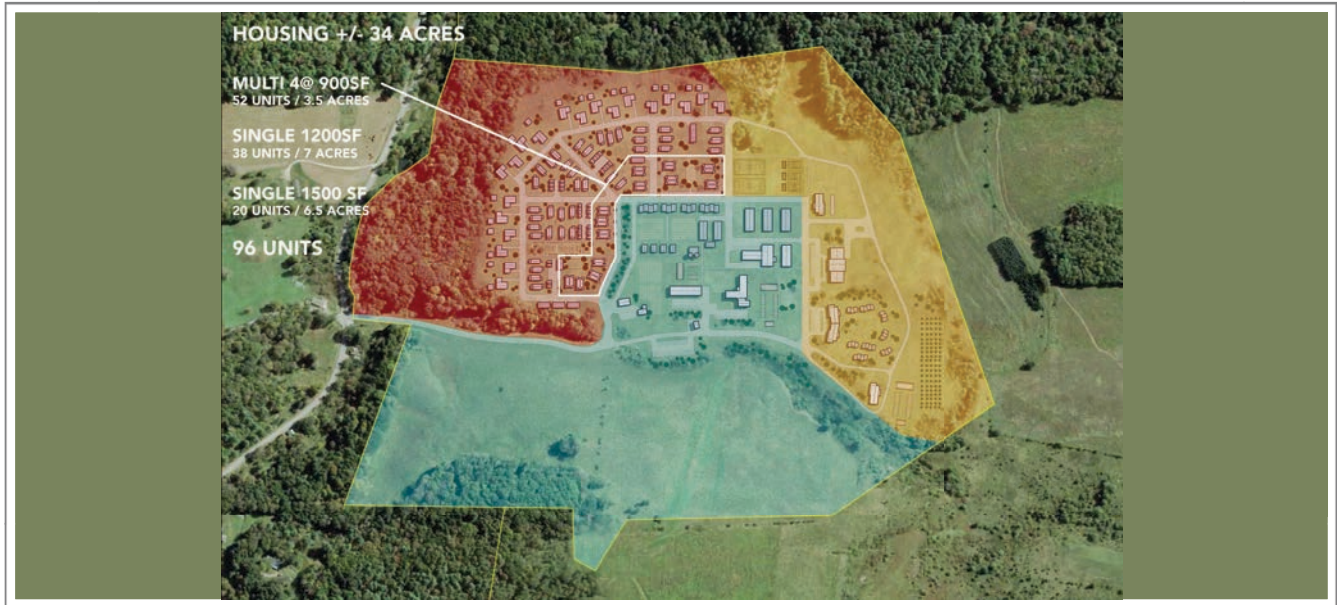 HOUSING +/- 34 ACRES
MULTI 4@ 900SF
52 UNITS / 3.5 ACRES
SINGLE 1200SF
38 UNITS / 7 ACRES
SINGLE 1500 SF
20 UNITS / 6.5 ACRES
96 UNITS